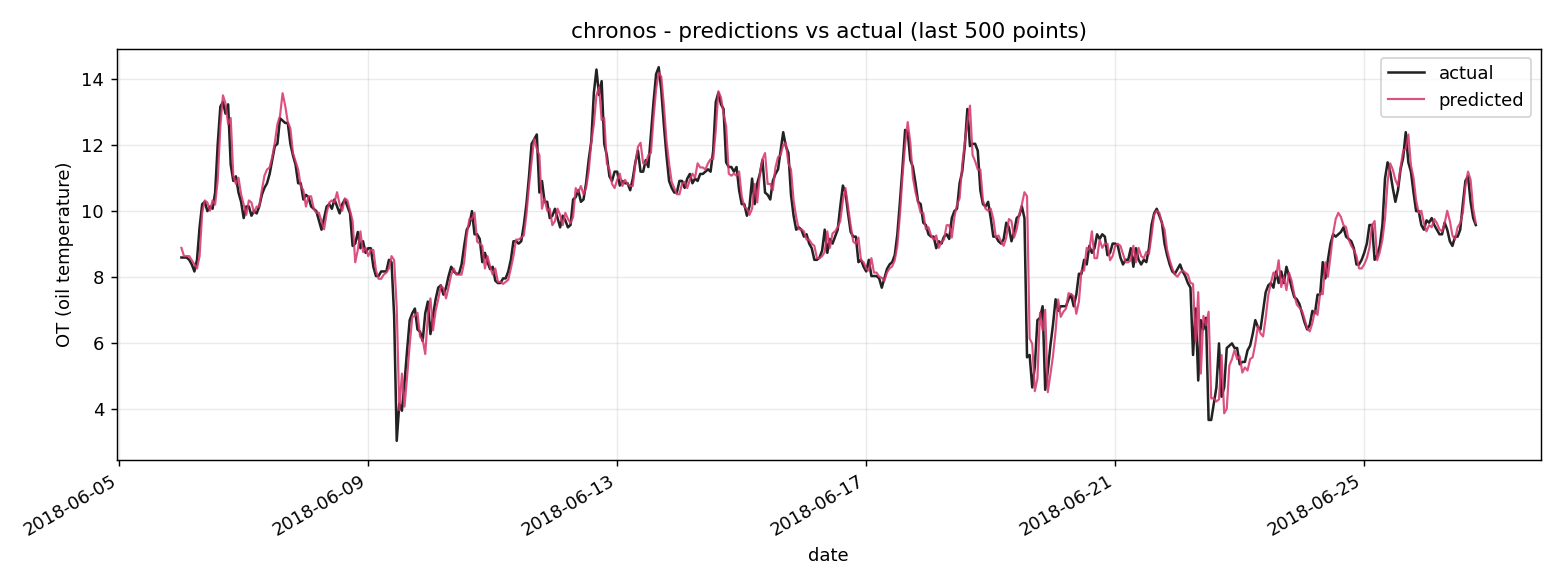 chronos - predictions vs actual (last 500 points)
actual
predicted
OT (oil temperature)
14
12
10
8
6
4
2018-06-05
2018-06-09
2018-06-13
2018-06-17
2018-06-21
2018-06-25
date